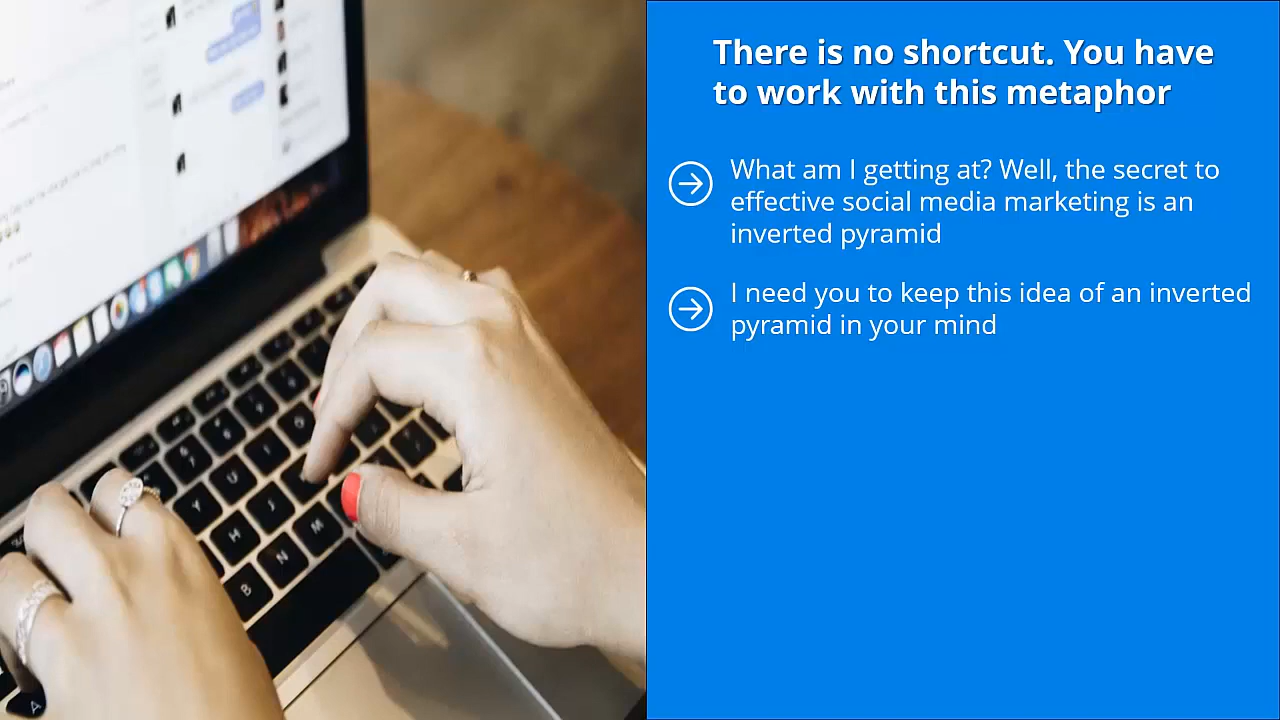 There is no shortcut. You have
to work with this metaphor
What am I getting at? Well, the secret to
effective social media marketing is an
inverted pyramid
I need you to keep this idea of an inverted
pyramid in your mind
U
Y
J
H
M
N
B
A